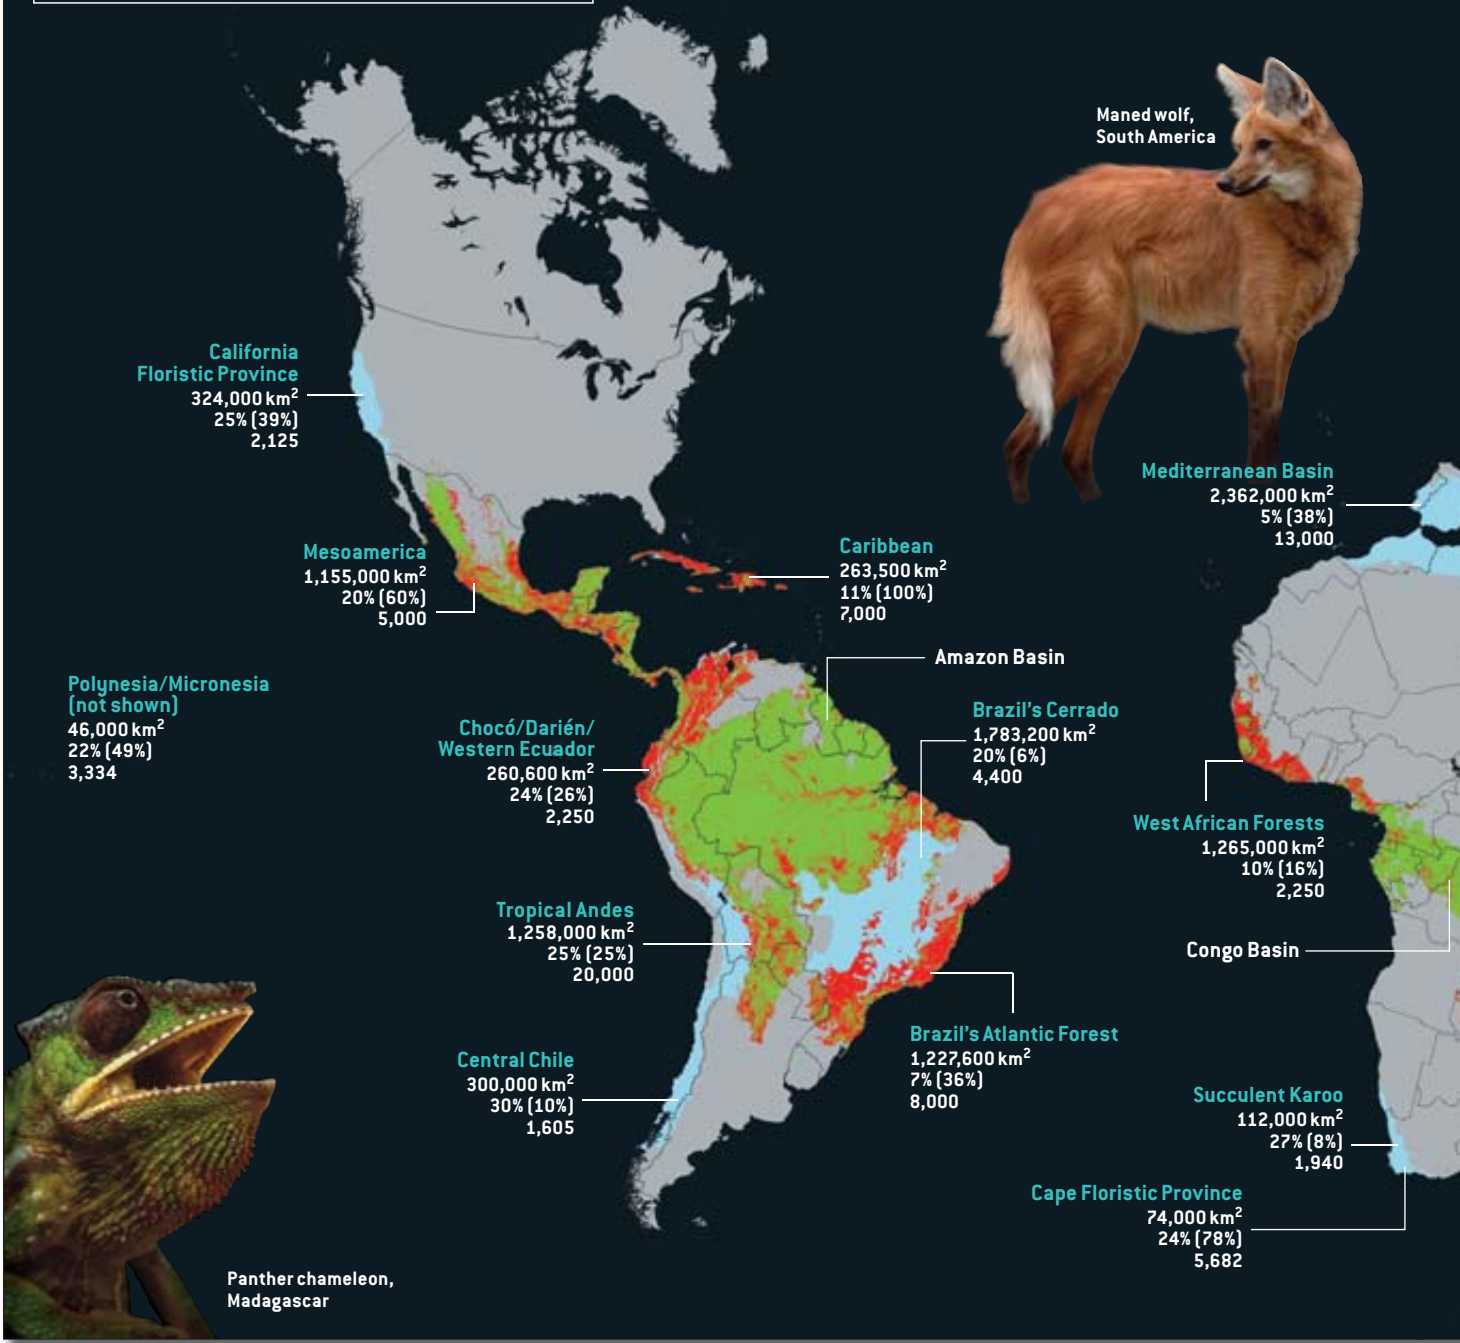 Maned wolf,
South America
California
Floristic Province
324,000 km²
25% (39%)
2,125
Mediterranean Basin
2,362,000 km²
5% (38%)
13,000
Mesoamerica
1,155,000 km²
20% (60%)
5,000
Caribbean
263,500 km²
11% (100%)
7,000
Amazon Basin
Polynesia/Micronesia
(not shown)
46,000 km²
22% (49%)
3,334
Chocó/Darién/
Western Ecuador
260,600 km²
24% (26%)
2,250
Brazil's Cerrado
1,783,200 km²
20% (6%)
4,400
West African Forests
1,265,000 km²
10% (16%)
2,250
Tropical Andes
1,258,000 km²
25% (25%)
20,000
Congo Basin
Brazil's Atlantic Forest
1,227,600 km²
7% (36%)
8,000
Central Chile
300,000 km²
30% (10%)
1,605
Succulent Karoo
112,000 km²
27% (8%)
1,940
Cape Floristic Province
74,000 km²
24% (78%)
5,682
Panther chameleon,
Madagascar